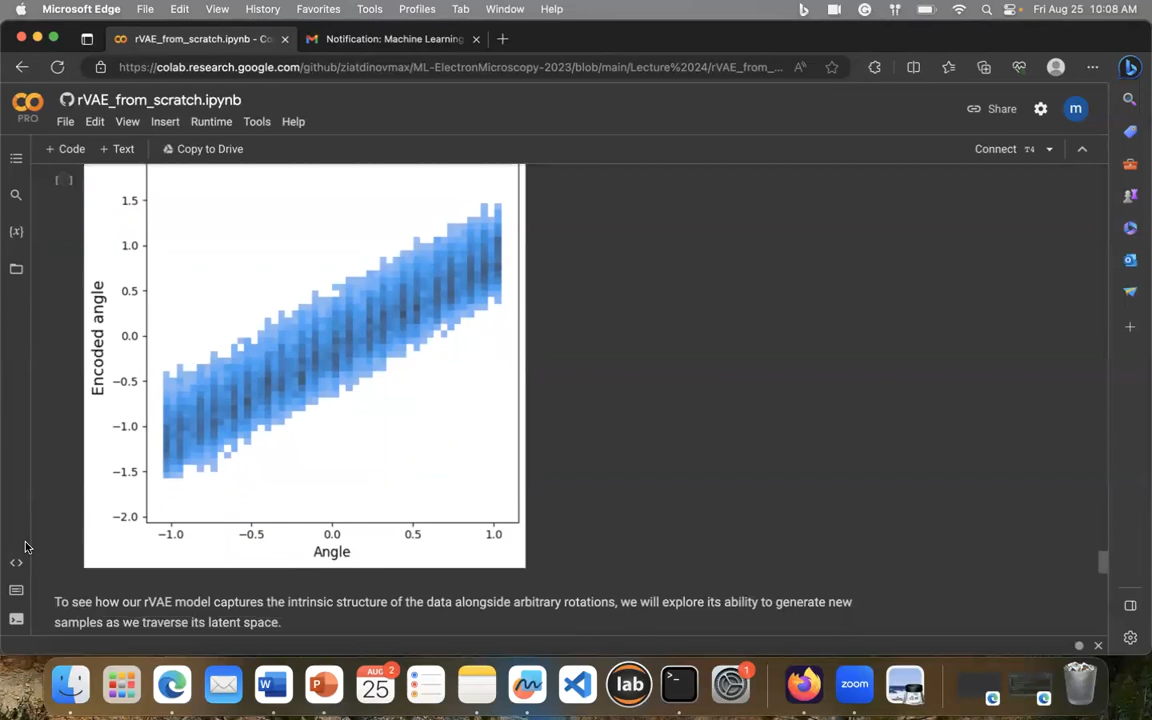 Microsoft Edge File Edit View History Favorites Tools Profiles Tab Window Help Fri Aug 25 10:08 AM
rVAE_from_scratch.ipynb - Co Notification: Machine Learning
https://colab.research.google.com/github/ziatdinovmax/ML-ElectronMicroscopy-2023/blob/main/Lecture%2024/rVAE_from_...
rVAE_from_scratch.ipynb
PRO
File Edit View Insert Runtime Tools Help
Share
m
+ Code + Text Copy to Drive
Connect T4
[ ]
1.5
1.0
0.5
0.0
−0.5
−1.0
−1.5
−2.0
Encoded angle
−1.0 −0.5 0.0 0.5 1.0
Angle
To see how our rVAE model captures the intrinsic structure of the data alongside arbitrary rotations, we will explore its ability to generate new
samples as we traverse its latent space.
AUG 2
25
lab
zoom
1